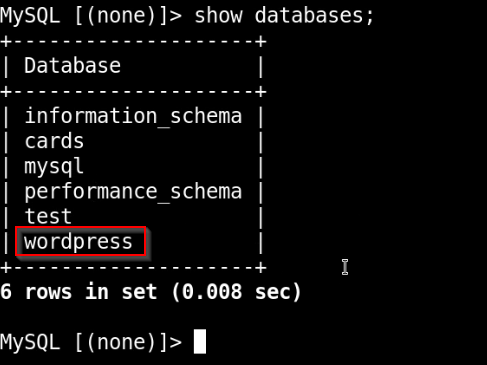 MySQL [(none)]> show databases;
+--------------------+
| Database           |
+--------------------+
| information_schema |
| cards              |
| mysql              |
| performance_schema |
| test               |
| wordpress          |
+--------------------+
6 rows in set (0.008 sec)
MySQL [(none)]>